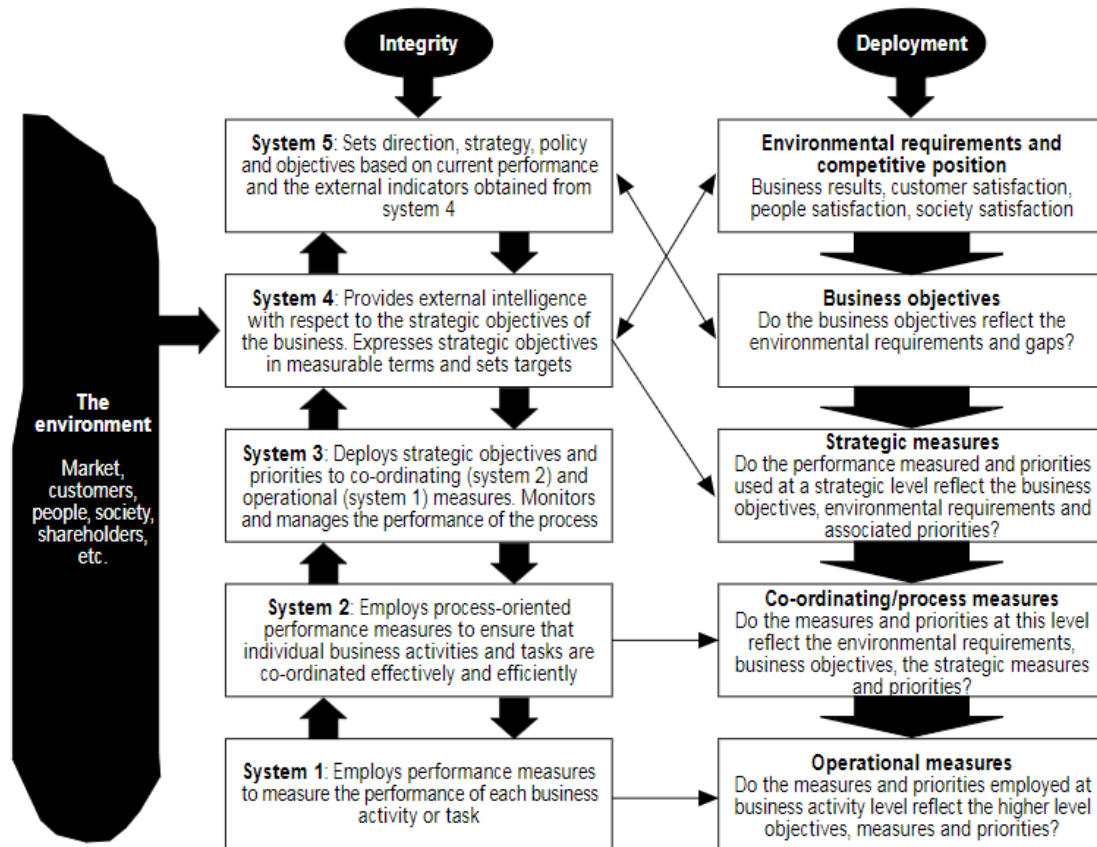 Integrity
Deployment
System 5: Sets direction, strategy, policy
and objectives based on current performance
and the external indicators obtained from
system 4
Environmental requirements and
competitive position
Business results, customer satisfaction,
people satisfaction, society satisfaction
System 4: Provides external intelligence
with respect to the strategic objectives of
the business. Expresses strategic objectives
in measurable terms and sets targets
Business objectives
Do the business objectives reflect the
environmental requirements and gaps?
The
environment
Market,
customers,
people, society,
shareholders,
etc.
System 3: Deploys strategic objectives and
priorities to co-ordinating (system 2) and
operational (system 1) measures. Monitors
and manages the performance of the process
Strategic measures
Do the performance measured and priorities
used at a strategic level reflect the business
objectives, environmental requirements and
associated priorities?
System 2: Employs process-oriented
performance measures to ensure that
individual business activities and tasks are
co-ordinated effectively and efficiently
Co-ordinating/process measures
Do the measures and priorities at this level
reflect the environmental requirements,
business objectives, the strategic measures
and priorities?
System 1: Employs performance measures
to measure the performance of each business
activity or task
Operational measures
Do the measures and priorities employed at
business activity level reflect the higher level
objectives, measures and priorities?